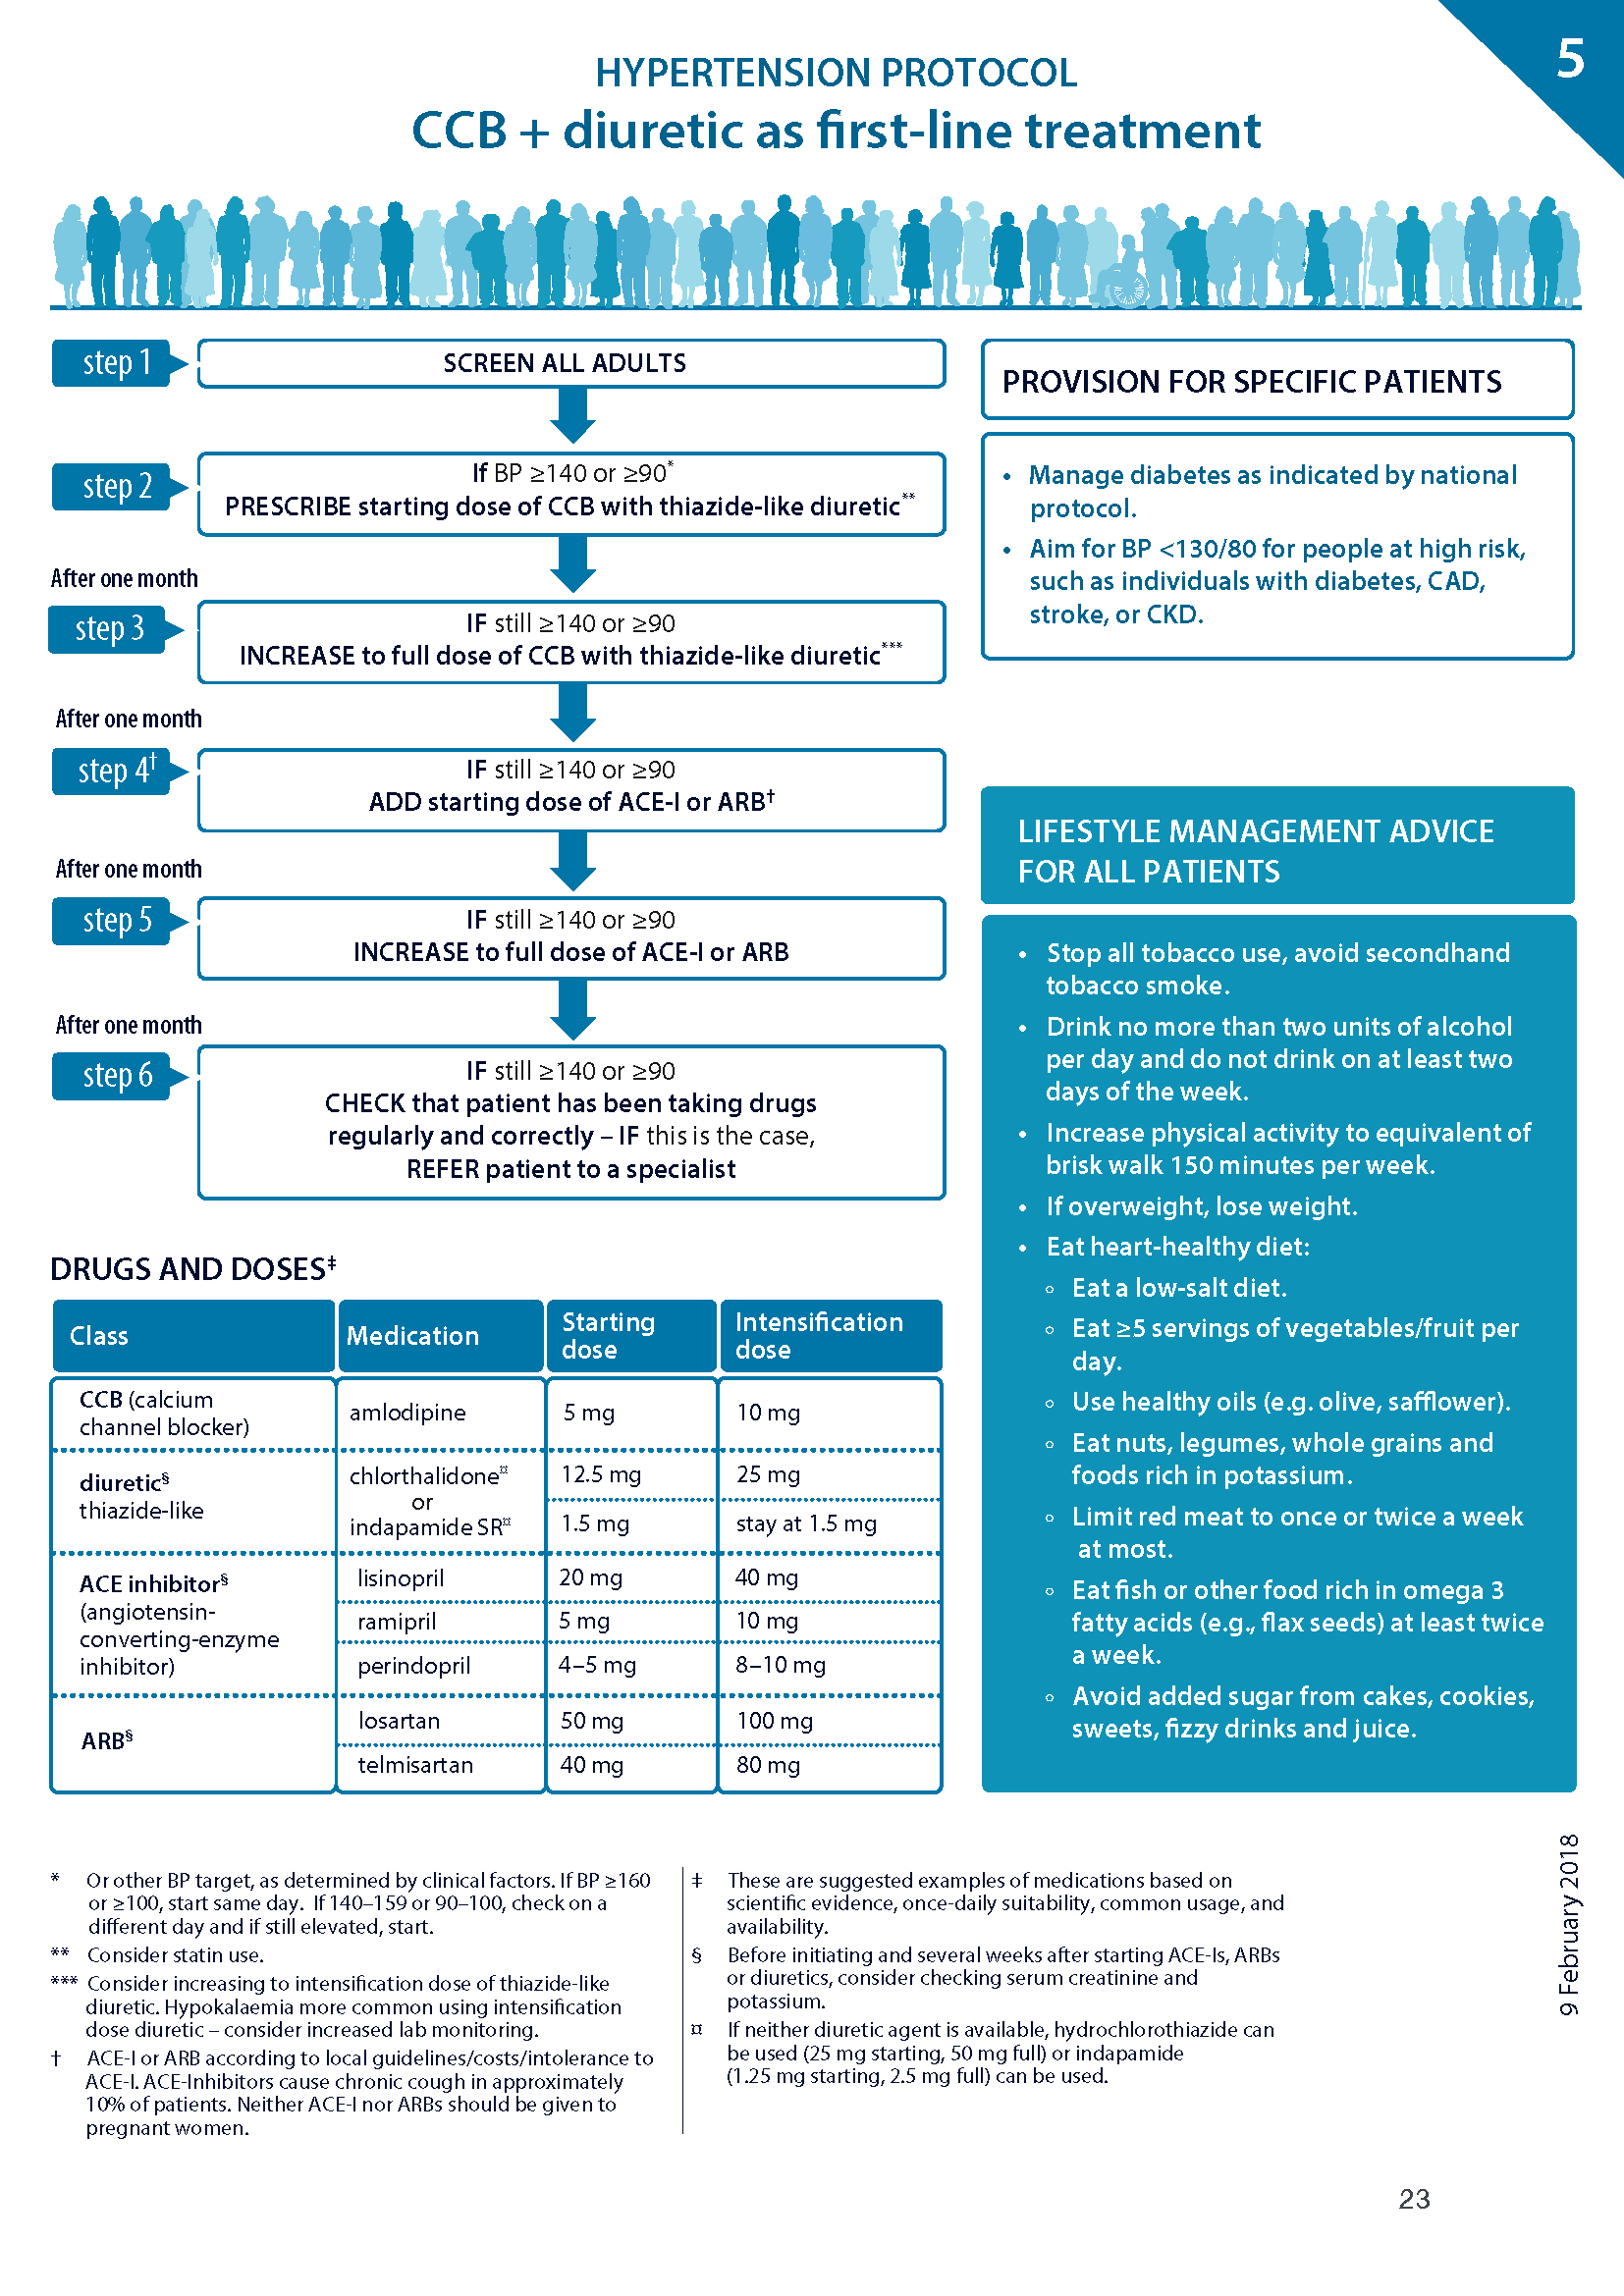 5
HYPERTENSION PROTOCOL
CCB + diuretic as first-line treatment
step 1
SCREEN ALL ADULTS
step 2
If BP ≥140 or ≥90*
PRESCRIBE starting dose of CCB with thiazide-like diuretic**
After one month
step 3
IF still ≥140 or ≥90
INCREASE to full dose of CCB with thiazide-like diuretic***
After one month
step 4†
IF still ≥140 or ≥90
ADD starting dose of ACE-I or ARB†
After one month
step 5
IF still ≥140 or ≥90
INCREASE to full dose of ACE-I or ARB
After one month
step 6
IF still ≥140 or ≥90
CHECK that patient has been taking drugs
regularly and correctly – IF this is the case,
REFER patient to a specialist
PROVISION FOR SPECIFIC PATIENTS
• Manage diabetes as indicated by national
protocol.
• Aim for BP <130/80 for people at high risk,
such as individuals with diabetes, CAD,
stroke, or CKD.
LIFESTYLE MANAGEMENT ADVICE
FOR ALL PATIENTS
• Stop all tobacco use, avoid secondhand
tobacco smoke.
• Drink no more than two units of alcohol
per day and do not drink on at least two
days of the week.
• Increase physical activity to equivalent of
brisk walk 150 minutes per week.
• If overweight, lose weight.
• Eat heart-healthy diet:
◦ Eat a low-salt diet.
◦ Eat ≥5 servings of vegetables/fruit per
day.
◦ Use healthy oils (e.g. olive, safflower).
◦ Eat nuts, legumes, whole grains and
foods rich in potassium.
◦ Limit red meat to once or twice a week
at most.
◦ Eat fish or other food rich in omega 3
fatty acids (e.g., flax seeds) at least twice
a week.
◦ Avoid added sugar from cakes, cookies,
sweets, fizzy drinks and juice.
DRUGS AND DOSES‡
Class Medication Starting dose Intensification dose
CCB (calcium
channel blocker) amlodipine 5 mg 10 mg
diuretic§
thiazide-like
chlorthalidone¤ 12.5 mg 25 mg
or
indapamide SR¤ 1.5 mg stay at 1.5 mg
ACE inhibitor§
(angiotensin-
converting-enzyme
inhibitor)
lisinopril 20 mg 40 mg
ramipril 5 mg 10 mg
perindopril 4–5 mg 8–10 mg
ARB§
losartan 50 mg 100 mg
telmisartan 40 mg 80 mg
* Or other BP target, as determined by clinical factors. If BP ≥160
or ≥100, start same day. If 140–159 or 90–100, check on a
different day and if still elevated, start.
** Consider statin use.
*** Consider increasing to intensification dose of thiazide-like
diuretic. Hypokalaemia more common using intensification
dose diuretic – consider increased lab monitoring.
† ACE-I or ARB according to local guidelines/costs/intolerance to
ACE-I. ACE-Inhibitors cause chronic cough in approximately
10% of patients. Neither ACE-I nor ARBs should be given to
pregnant women.
‡ These are suggested examples of medications based on
scientific evidence, once-daily suitability, common usage, and
availability.
§ Before initiating and several weeks after starting ACE-Is, ARBs
or diuretics, consider checking serum creatinine and
potassium.
¤ If neither diuretic agent is available, hydrochlorothiazide can
be used (25 mg starting, 50 mg full) or indapamide
(1.25 mg starting, 2.5 mg full) can be used.
9 February 2018
23